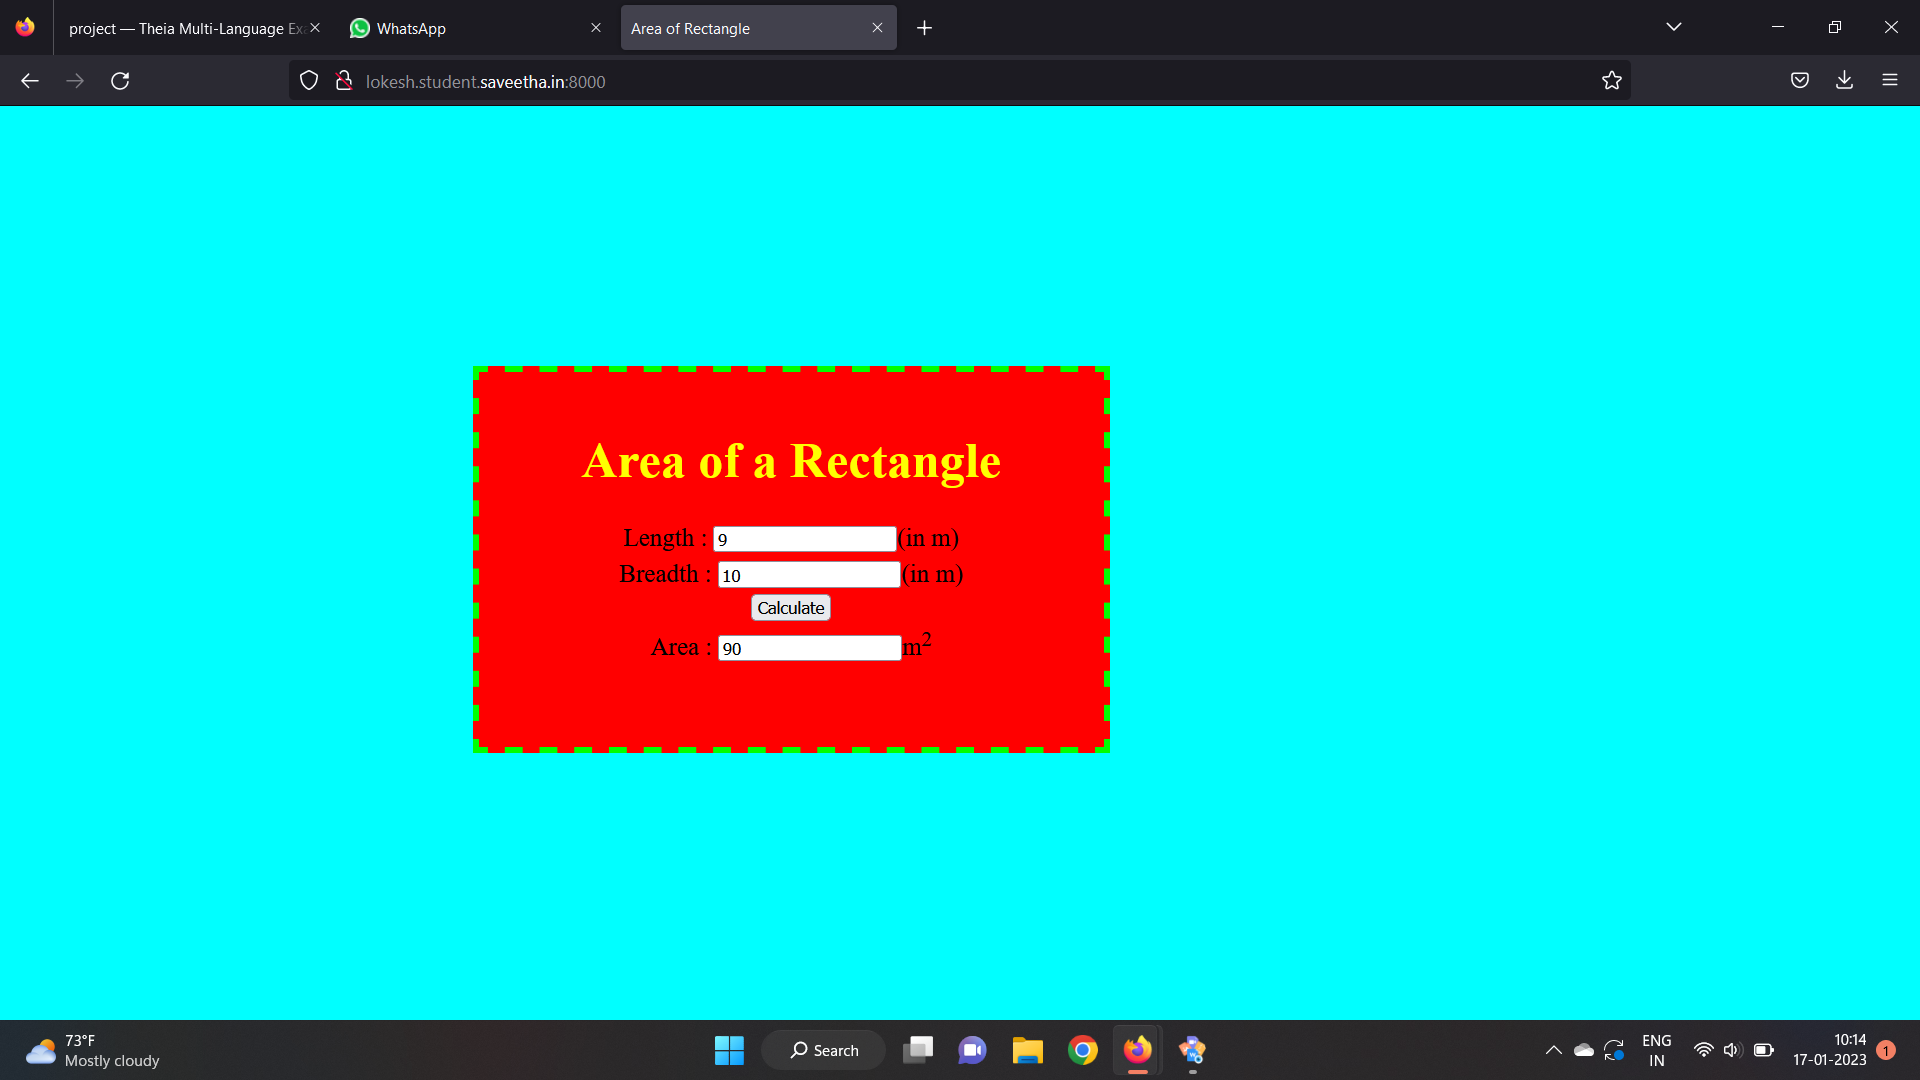 project — Theia Multi-Language Ex
WhatsApp
Area of Rectangle
lokesh.student.saveetha.in:8000
Area of a Rectangle
Length : 9 (in m)
Breadth : 10 (in m)
Calculate
Area : 90 m²
73°F
Mostly cloudy
Search
ENG
IN
10:14
17-01-2023
1